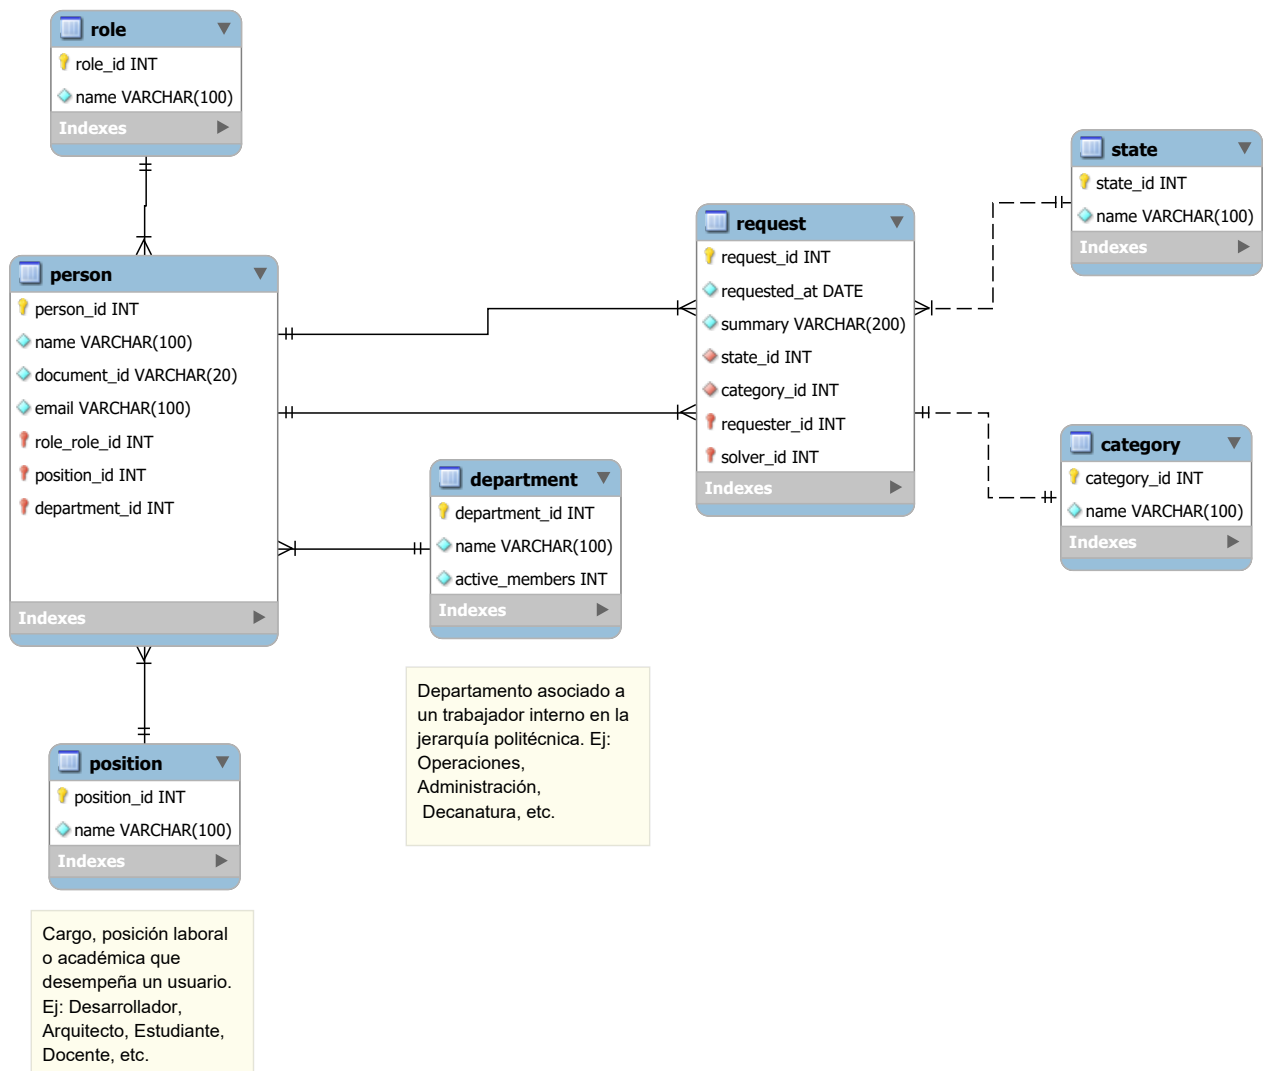 role
role_id INT
name VARCHAR(100)
Indexes
person
person_id INT
name VARCHAR(100)
document_id VARCHAR(20)
email VARCHAR(100)
role_role_id INT
position_id INT
department_id INT
Indexes
position
position_id INT
name VARCHAR(100)
Indexes
Cargo, posición laboral
o académica que
desempeña un usuario.
Ej: Desarrollador,
Arquitecto, Estudiante,
Docente, etc.
department
department_id INT
name VARCHAR(100)
active_members INT
Indexes
Departamento asociado a
un trabajador interno en la
jerarquía politécnica. Ej:
Operaciones,
Administración,
Decanatura, etc.
request
request_id INT
requested_at DATE
summary VARCHAR(200)
state_id INT
category_id INT
requester_id INT
solver_id INT
Indexes
state
state_id INT
name VARCHAR(100)
Indexes
category
category_id INT
name VARCHAR(100)
Indexes